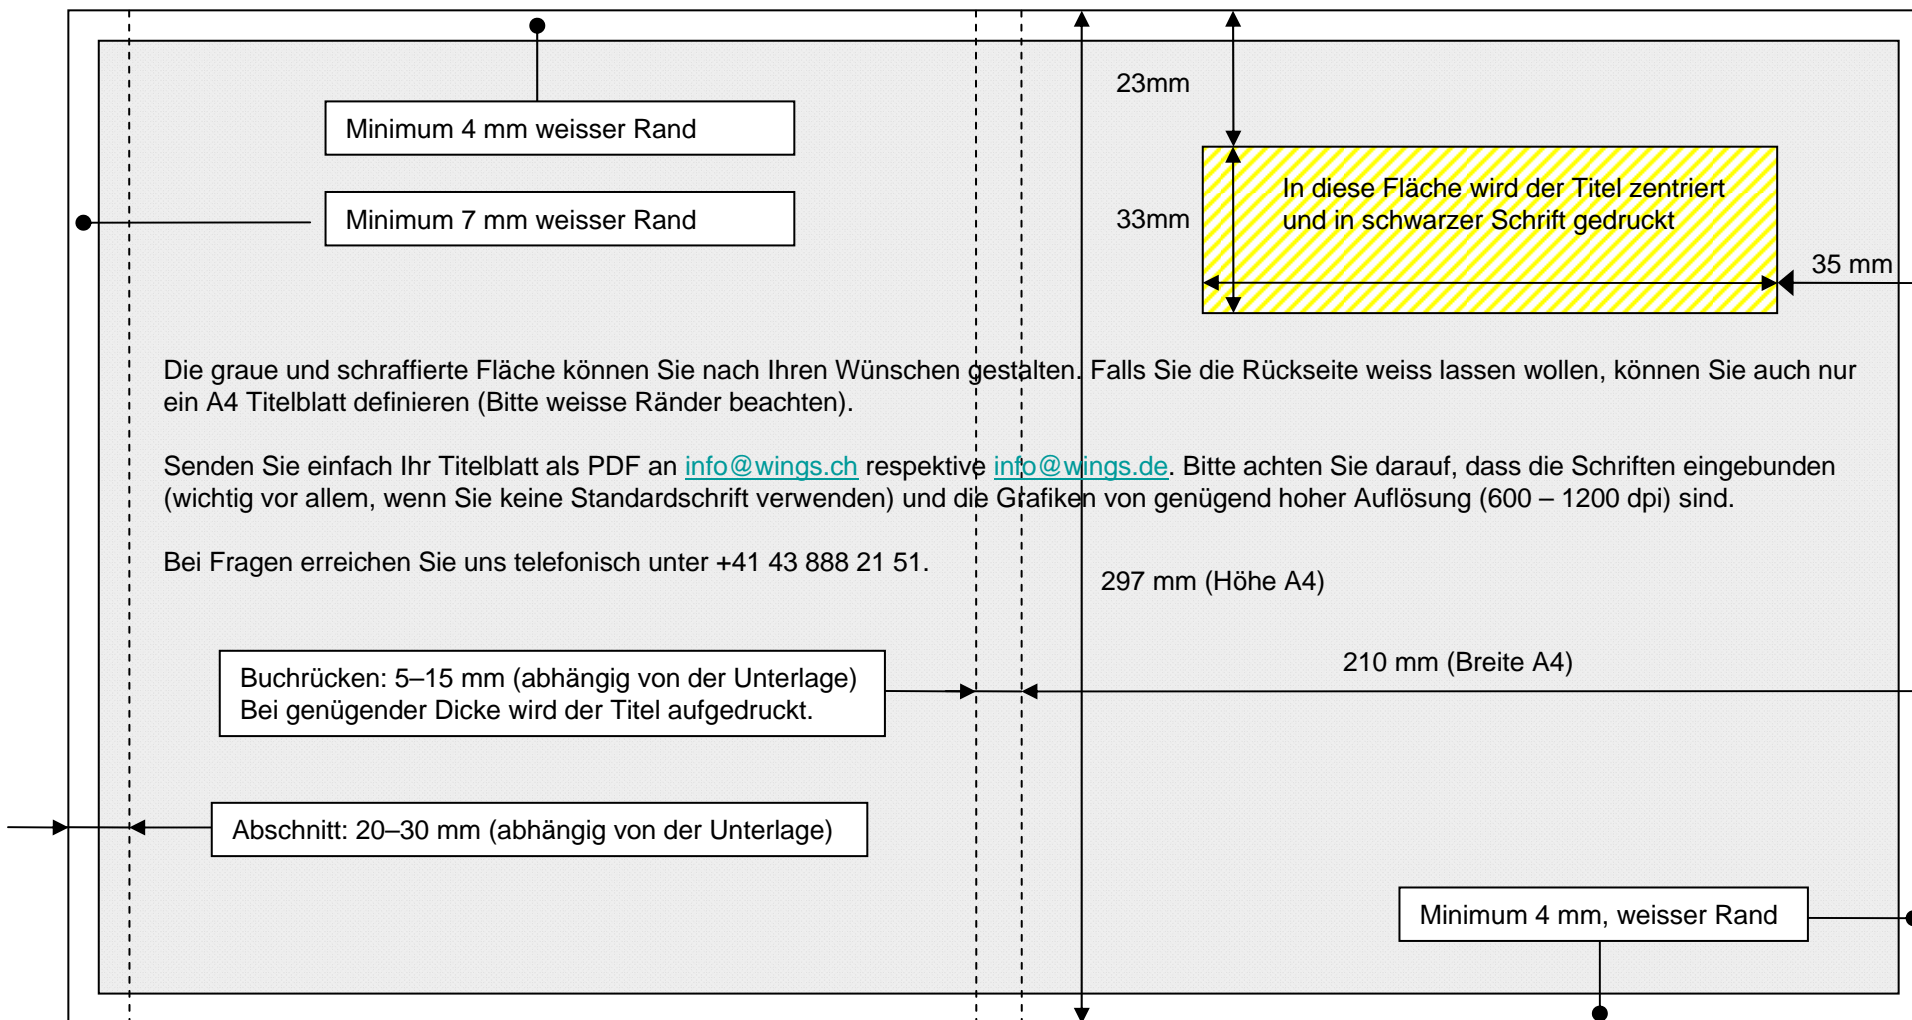 23mm
Minimum 4 mm weisser Rand
Minimum 7 mm weisser Rand
In diese Fläche wird der Titel zentriert
und in schwarzer Schrift gedruckt
33mm
35 mm
Die graue und schraffierte Fläche können Sie nach Ihren Wünschen gestalten. Falls Sie die Rückseite weiss lassen wollen, können Sie auch nur
ein A4 Titelblatt definieren (Bitte weisse Ränder beachten).
Senden Sie einfach Ihr Titelblatt als PDF an info@wings.ch respektive info@wings.de. Bitte achten Sie darauf, dass die Schriften eingebunden
(wichtig vor allem, wenn Sie keine Standardschrift verwenden) und die Grafiken von genügend hoher Auflösung (600 – 1200 dpi) sind.
Bei Fragen erreichen Sie uns telefonisch unter +41 43 888 21 51.
297 mm (Höhe A4)
210 mm (Breite A4)
Buchrücken: 5–15 mm (abhängig von der Unterlage)
Bei genügender Dicke wird der Titel aufgedruckt.
Abschnitt: 20–30 mm (abhängig von der Unterlage)
Minimum 4 mm, weisser Rand